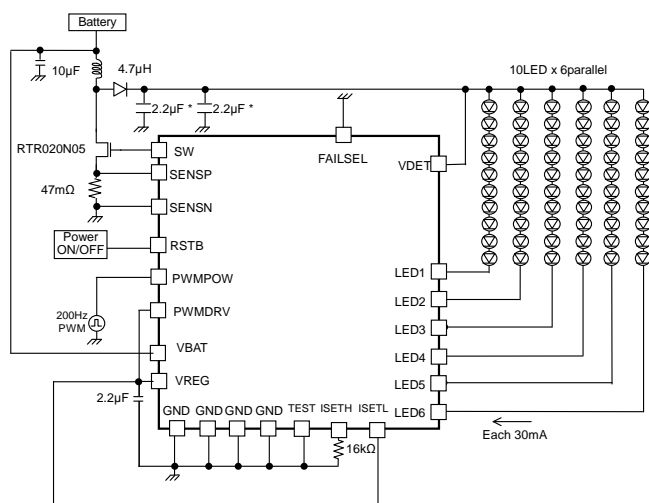 Battery
10µF
4.7µH
10LED x 6parallel
2.2µF *
2.2µF *
RTR020N05
SW
FAILSEL
VDET
SENSP
47mΩ
SENSN
Power
ON/OFF
RSTB
LED1
PWMPOW
LED2
200Hz
PWM
PWMDRV
LED3
VBAT
LED4
VREG
LED5
2.2µF
GND
GND
GND
GND
TEST
ISETH
ISETL
LED6
Each 30mA
16kΩ